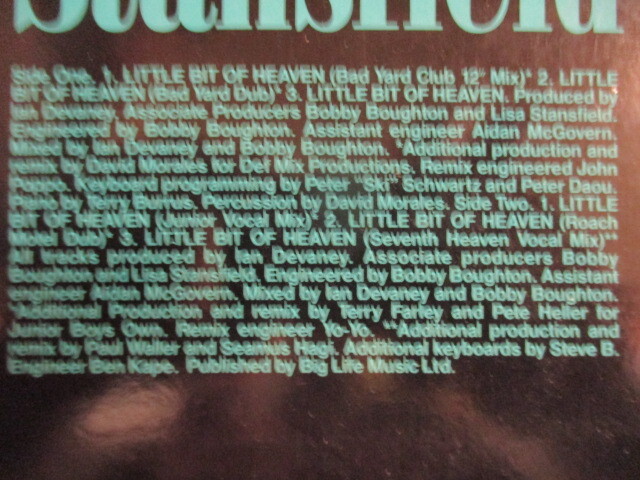 Stansfield
Side One. 1. LITTLE BIT OF HEAVEN (Bad Yard Club 12" Mix)* 2. LITTLE
BIT OF HEAVEN (Bad Yard Dub)* 3. LITTLE BIT OF HEAVEN. Produced by
Ian Devaney. Associate Producers Bobby Boughton and Lisa Stansfield.
Engineered by Bobby Boughton. Assistant engineer Aidan McGovern.
Mixed by Ian Devaney and Bobby Boughton. *Additional production and
remix by David Morales for Def Mix Productions. Remix engineered John
Poppo. Keyboard programming by Peter "Ski" Schwartz and Peter Daou.
Piano by Terry Burrus. Percussion by David Morales. Side Two. 1. LITTLE
BIT OF HEAVEN (Junior Vocal Mix)* 2. LITTLE BIT OF HEAVEN (Roach
Motel Dub)* 3. LITTLE BIT OF HEAVEN (Seventh Heaven Vocal Mix)**
All tracks produced by Ian Devaney. Associate producers Bobby
Boughton and Lisa Stansfield. Engineered by Bobby Boughton. Assistant
engineer Aidan McGovern. Mixed by Ian Devaney and Bobby Boughton.
*Additional Production and remix by Terry Farley and Pete Heller for
Junior Boys Own. Remix engineer Yo-Yo. **Additional production and
remix by Paul Waller and Seamus Haji. Additional keyboards by Steve B.
Engineer Ben Kape. Published by Big Life Music Ltd.